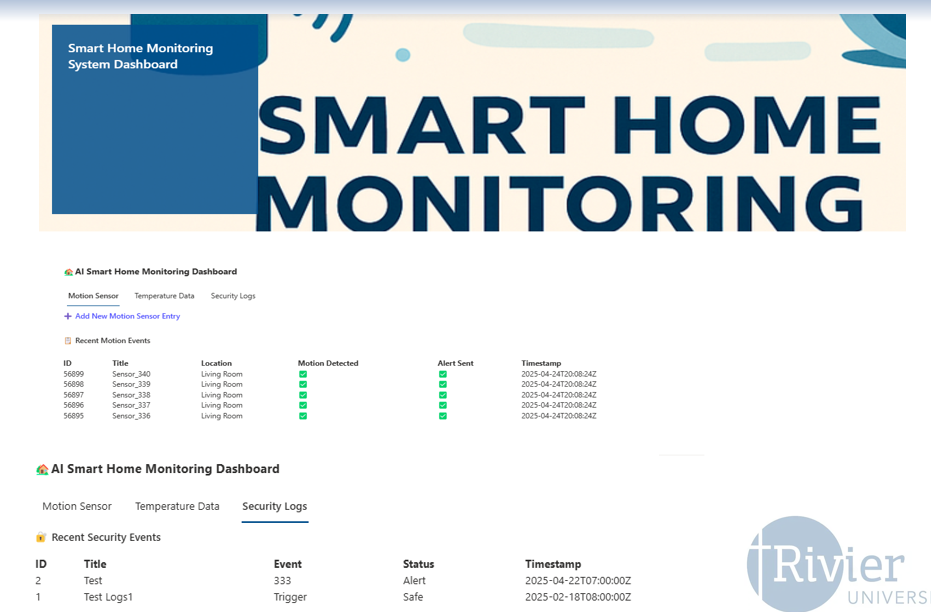 Smart Home Monitoring
System Dashboard
SMART HOME
MONITORING
AI Smart Home Monitoring Dashboard
Motion Sensor Temperature Data Security Logs
+ Add New Motion Sensor Entry
Recent Motion Events
ID Title Location Motion Detected Alert Sent Timestamp
56899 Sensor_340 Living Room ✅ ✅ 2025-04-24T20:08:24Z
56898 Sensor_339 Living Room ✅ ✅ 2025-04-24T20:08:24Z
56897 Sensor_338 Living Room ✅ ✅ 2025-04-24T20:08:24Z
56896 Sensor_337 Living Room ✅ ✅ 2025-04-24T20:08:24Z
56895 Sensor_336 Living Room ✅ ✅ 2025-04-24T20:08:24Z
AI Smart Home Monitoring Dashboard
Motion Sensor Temperature Data Security Logs
Recent Security Events
ID Title Event Status Timestamp
2 Test 333 Alert 2025-04-22T07:00:00Z
1 Test Logs1 Trigger Safe 2025-02-18T08:00:00Z
Rivier
UNIVERS